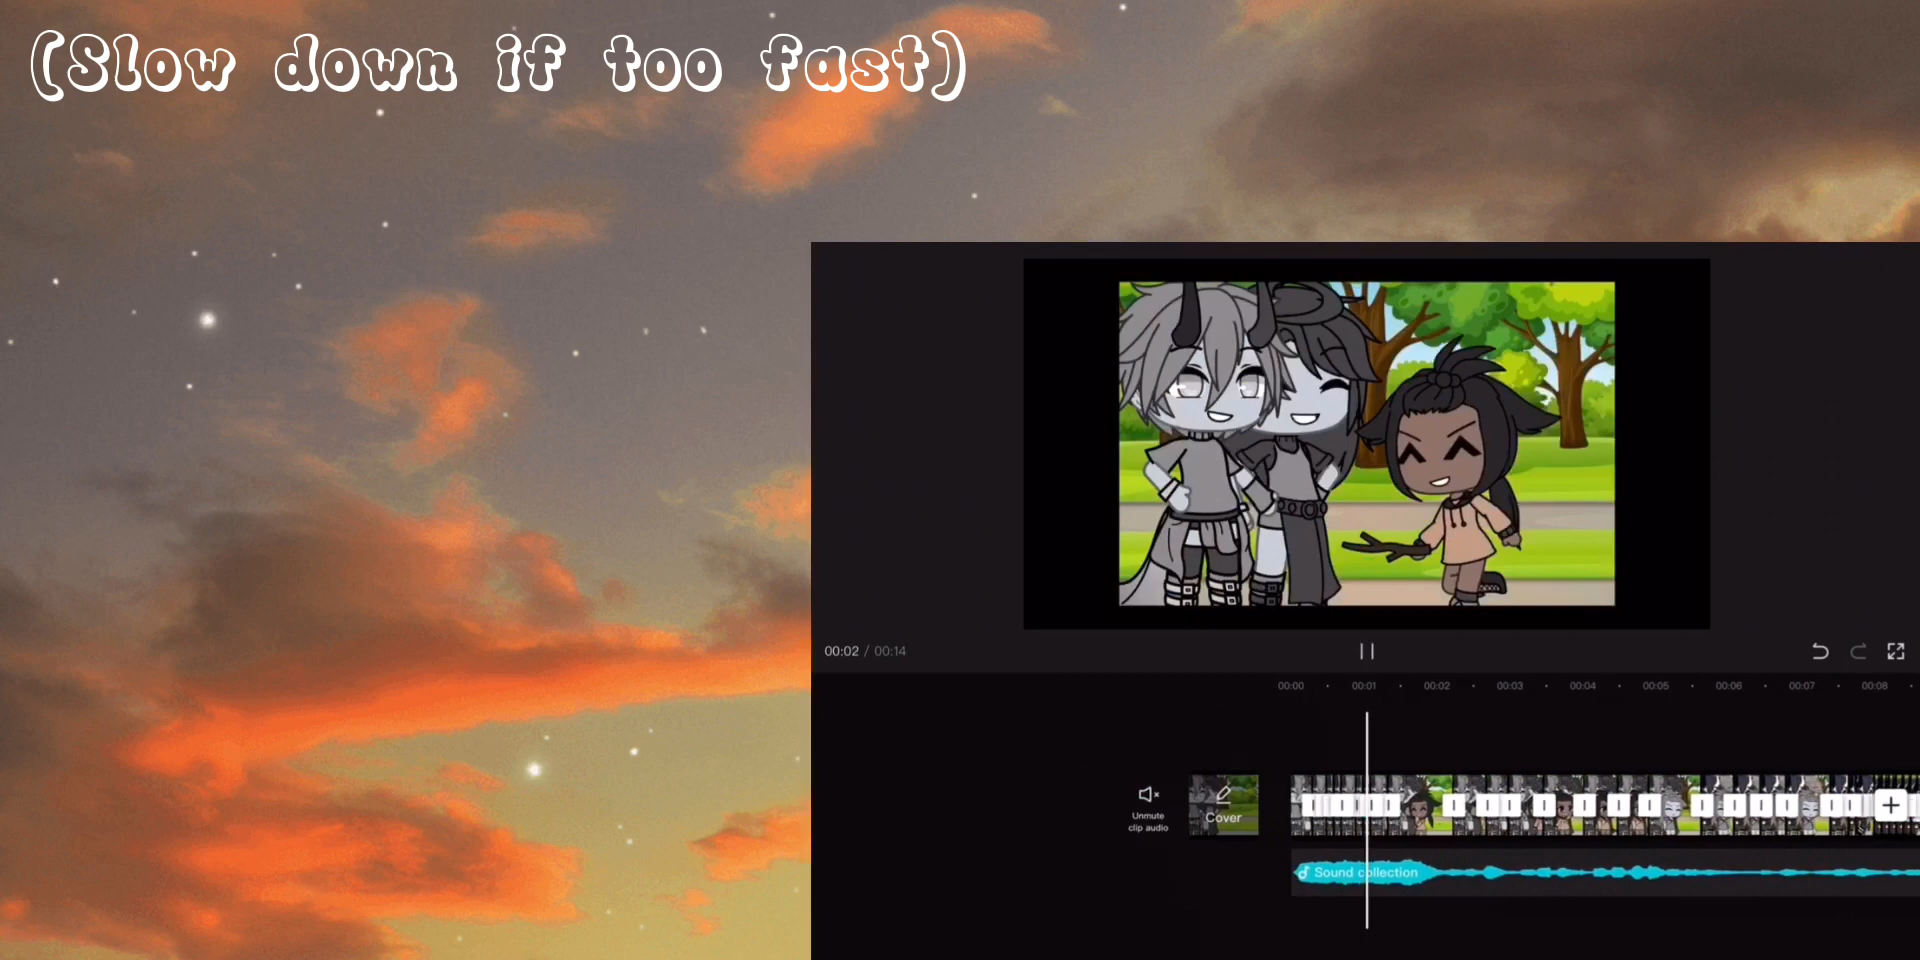 (Slow down if too fast)
00:02 / 00:14
00:00 00:01 00:02 00:03 00:04 00:05 00:06 00:07 00:08
Unmute
clip audio
Cover
Sound collection